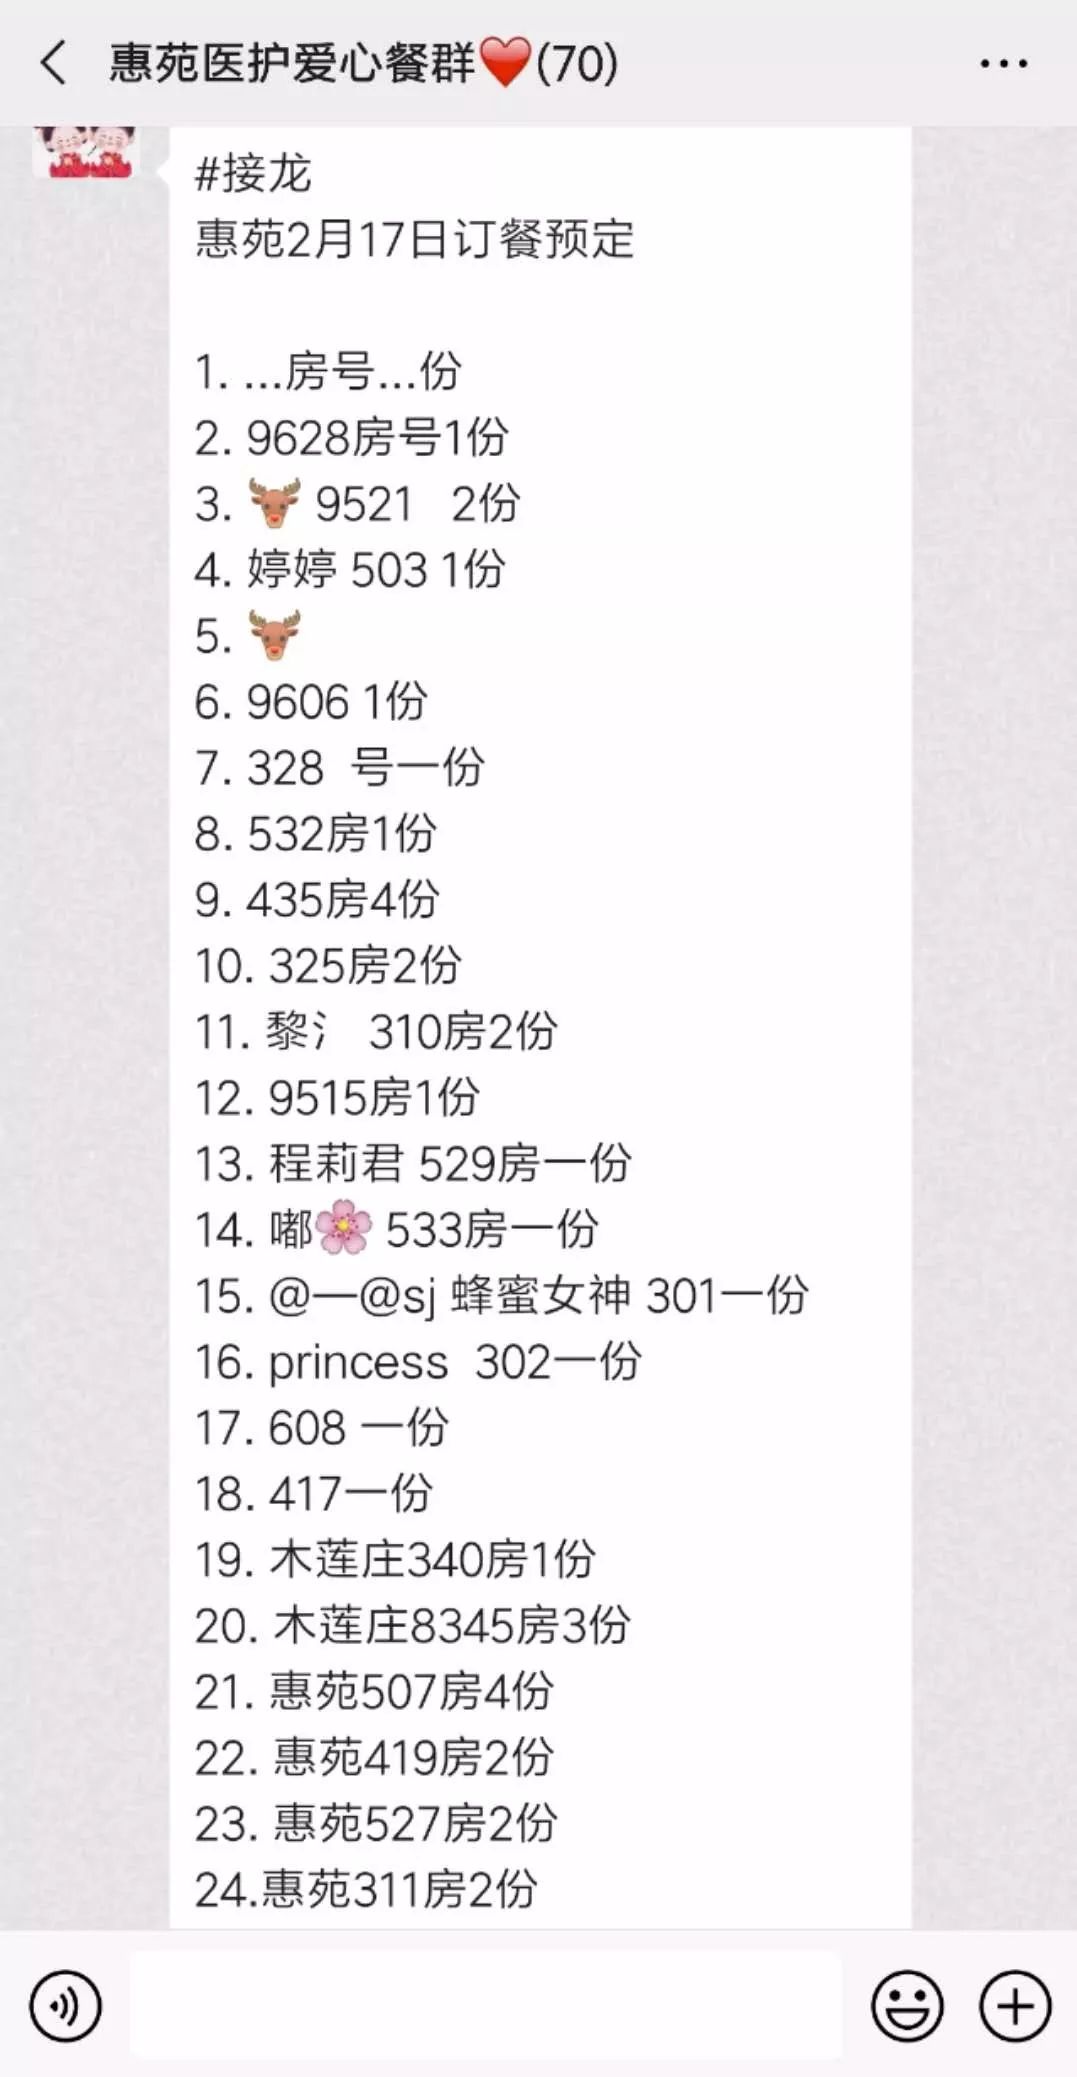 惠苑医护爱心餐群❤️(70)
#接龙
惠苑2月17日订餐预定
1. ...房号...份
2. 9628房号1份
3. 🦌 9521 2份
4. 婷婷 503 1份
5. 🦌
6. 9606 1份
7. 328 号一份
8. 532房1份
9. 435房4份
10. 325房2份
11. 黎氵 310房2份
12. 9515房1份
13. 程莉君 529房一份
14. 嘟🌸 533房一份
15. @—@sj 蜂蜜女神 301一份
16. princess 302一份
17. 608 一份
18. 417一份
19. 木莲庄340房1份
20. 木莲庄8345房3份
21. 惠苑507房4份
22. 惠苑419房2份
23. 惠苑527房2份
24.惠苑311房2份